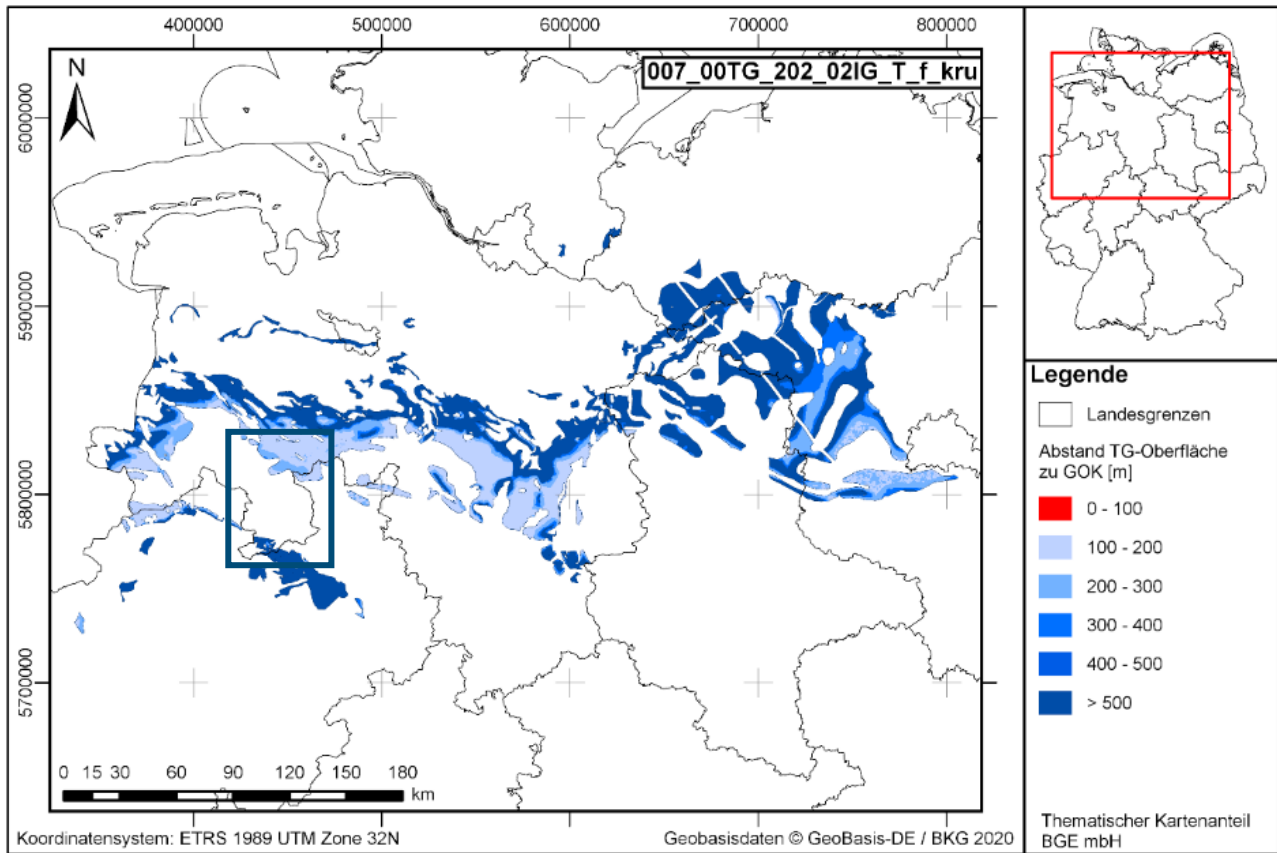 400000 500000 600000 700000 800000
N
007_00TG_202_02IG_T_f_kru
6000000
5900000
5800000
5700000
0 15 30 60 90 120 150 180
km
Koordinatensystem: ETRS 1989 UTM Zone 32N
Geobasisdaten © GeoBasis-DE / BKG 2020
Legende
Landesgrenzen
Abstand TG-Oberfläche
zu GOK [m]
0 - 100
100 - 200
200 - 300
300 - 400
400 - 500
> 500
Thematischer Kartenanteil
BGE mbH